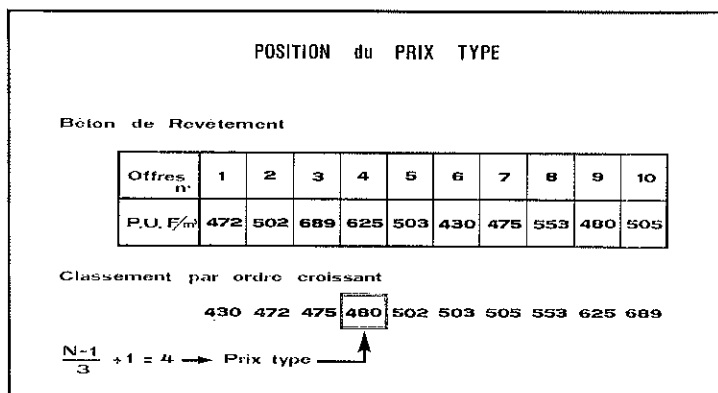 POSITION du PRIX TYPE
Béton de Revêtement
Offres n° 1 2 3 4 5 6 7 8 9 10
P.U. F/m³ 472 502 689 625 503 430 475 553 480 505
Classement par ordre croissant
430 472 475 480 502 503 505 553 625 689
N-1
3
+1 = 4 → Prix type